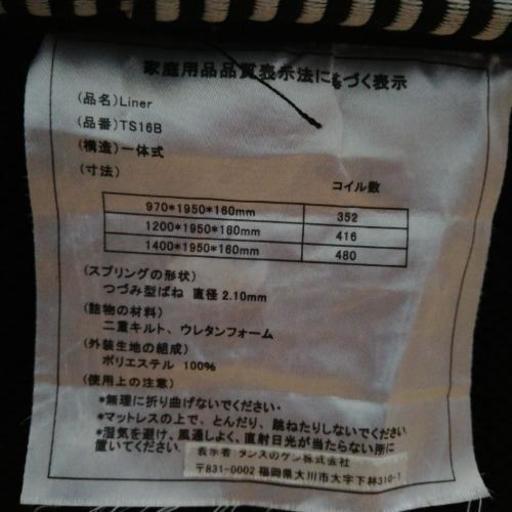 家庭用品品質表示法に基づく表示
(品名)Liner
(品番)TS16B
(構造)一体式
(寸法)
コイル数
970*1950*160mm 352
1200*1950*160mm 416
1400*1950*160mm 480
(スプリングの形状)
つづみ型ばね 直径 2.10mm
(詰物の材料)
二重キルト、ウレタンフォーム
(外装生地の組成)
ポリエステル 100%
(使用上の注意)
*無理に折り曲げないでください・
*マットレスの上で、とんだり、跳ねたりしないでください
*湿気を避け、風通しよく、直射日光が当たらない所に
置いてください
表示者 タンスのゲン株式会社
〒831-0002 福岡県大川市大字下林310-1